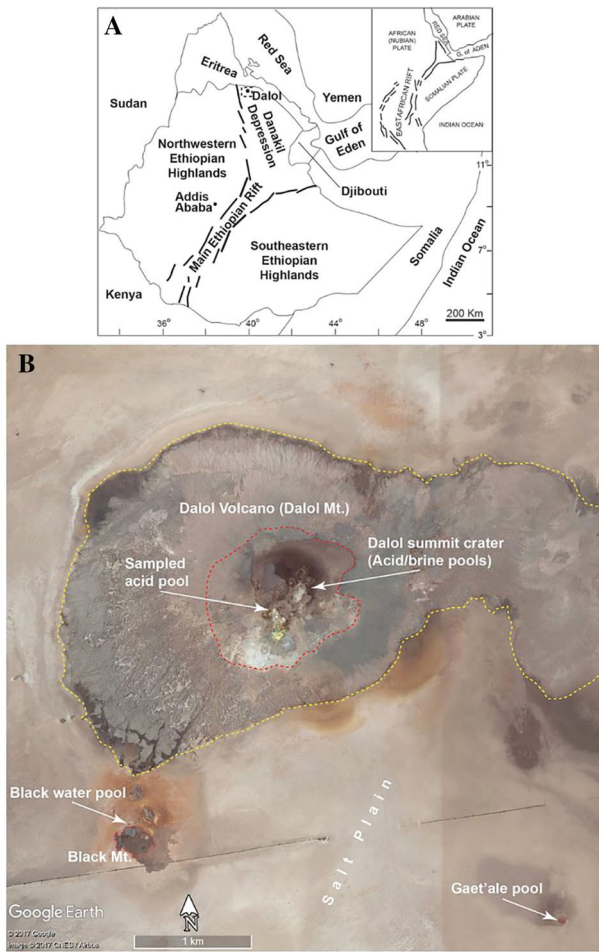 A
Eritrea
Red Sea
Sudan
Dalol
Yemen
Danakil
Depression
Gulf of
Eden
Northwestern
Ethiopian
Highlands
Djibouti
Addis
Ababa
Main Ethiopian Rift
Southeastern
Ethiopian
Highlands
Somalia
Indian Ocean
Kenya
200 Km
11°
9°
7°
5°
3°
36°
40°
44°
48°
AFRICAN
(NUBIAN)
PLATE
ARABIAN
PLATE
RED SEA
G. of ADEN
SOMALIAN PLATE
EAST AFRICAN RIFT
INDIAN OCEAN
B
Dalol Volcano (Dalol Mt.)
Dalol summit crater
(Acid/brine pools)
Sampled
acid pool
Black water pool
Black Mt.
Salt Plain
Gaet'ale pool
N
1 km
Google Earth
© 2017 Google
Image © 2017 CNES / Airbus